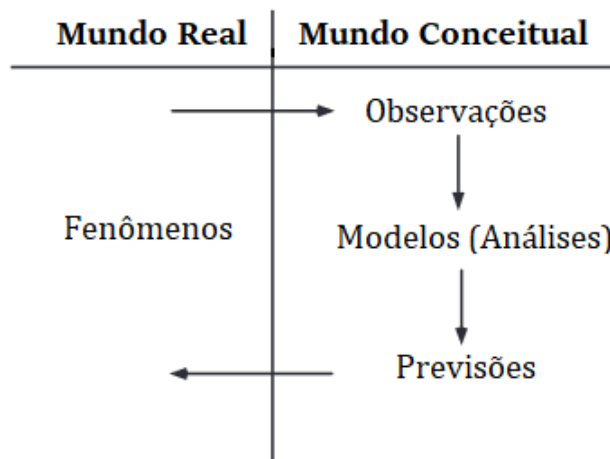 Mundo Real
Mundo Conceitual
Observações
Fenômenos
Modelos (Análises)
Previsões